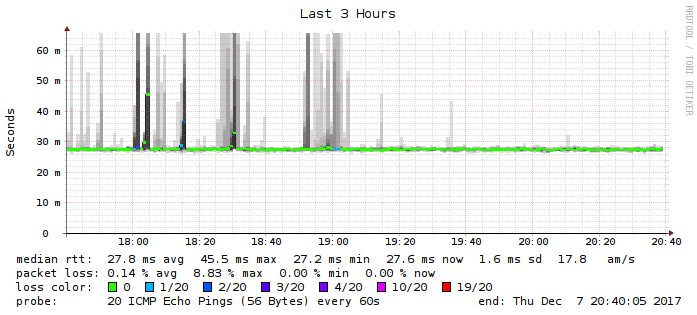 Last 3 Hours
RRDTOOL / TOBI OETIKER
Seconds
60 m
50 m
40 m
30 m
20 m
10 m
0
18:00 18:20 18:40 19:00 19:20 19:40 20:00 20:20 20:40
median rtt: 27.8 ms avg 45.5 ms max 27.2 ms min 27.6 ms now 1.6 ms sd 17.8 am/s
packet loss: 0.14 % avg 8.83 % max 0.00 % min 0.00 % now
loss color: 0 1/20 2/20 3/20 4/20 10/20 19/20
probe: 20 ICMP Echo Pings (56 Bytes) every 60s end: Thu Dec 7 20:40:05 2017